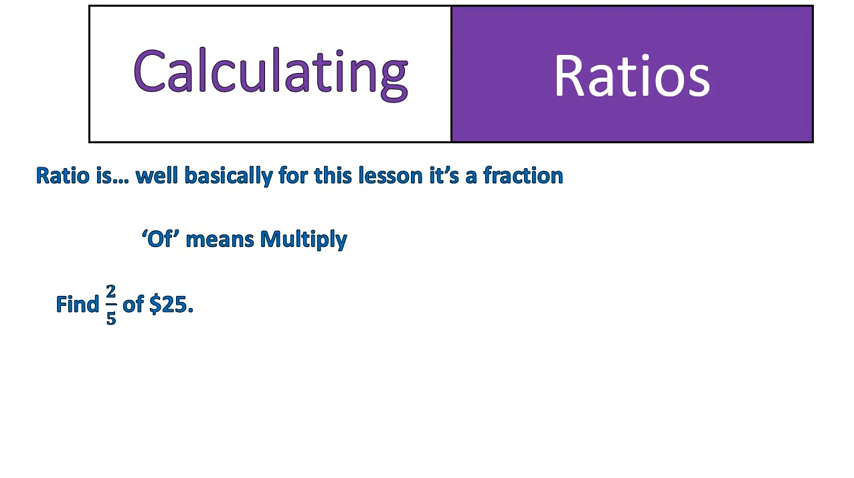 Calculating Ratios
Ratio is... well basically for this lesson it's a fraction
‘Of’ means Multiply
Find 2/5 of $25.